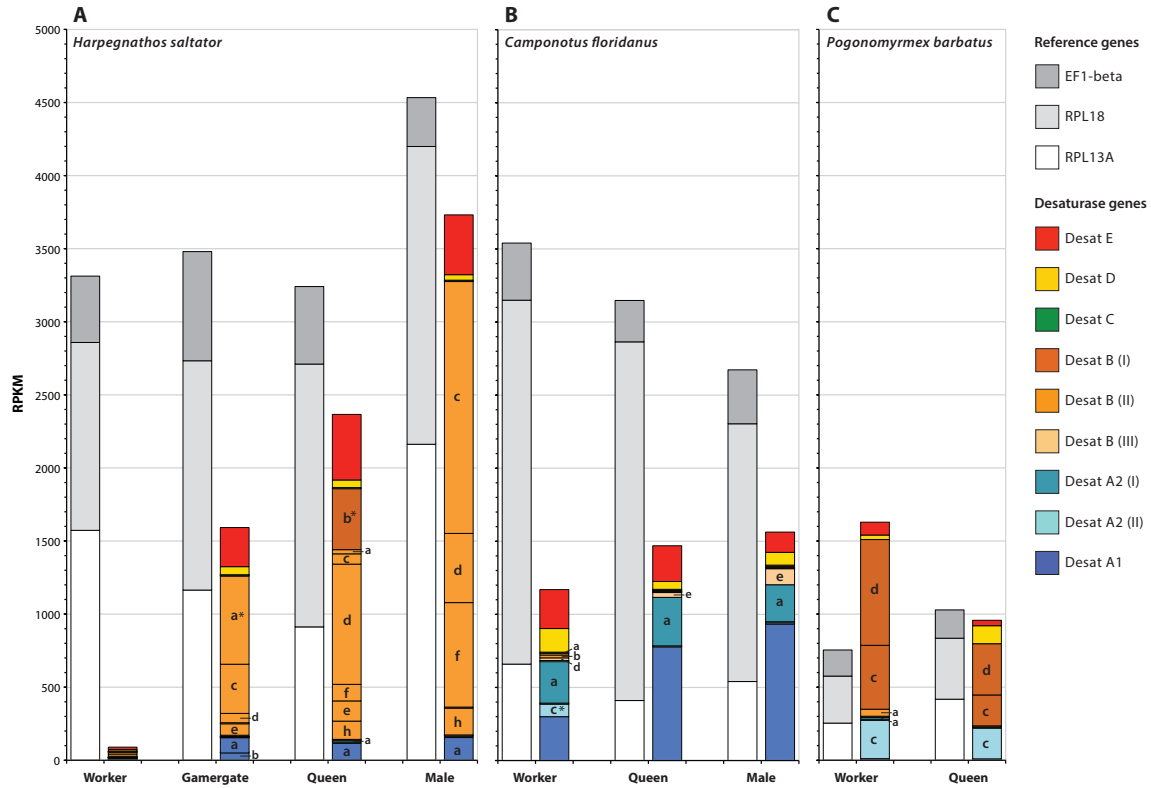 A
B
C
Harpegnathos saltator
Camponotus floridanus
Pogonomyrmex barbatus
RPKM
5000
4500
4000
3500
3000
2500
2000
1500
1000
500
0
a*
c
d
e
a
b
b*
a
c
d
f
e
h
a
a
c
d
f
h
a
a
b
d
a
c*
e
a
e
a
d
c
a
a
c
d
c
c
Worker
Gamergate
Queen
Male
Worker
Queen
Male
Worker
Queen
Reference genes
EF1-beta
RPL18
RPL13A
Desaturase genes
Desat E
Desat D
Desat C
Desat B (I)
Desat B (II)
Desat B (III)
Desat A2 (I)
Desat A2 (II)
Desat A1